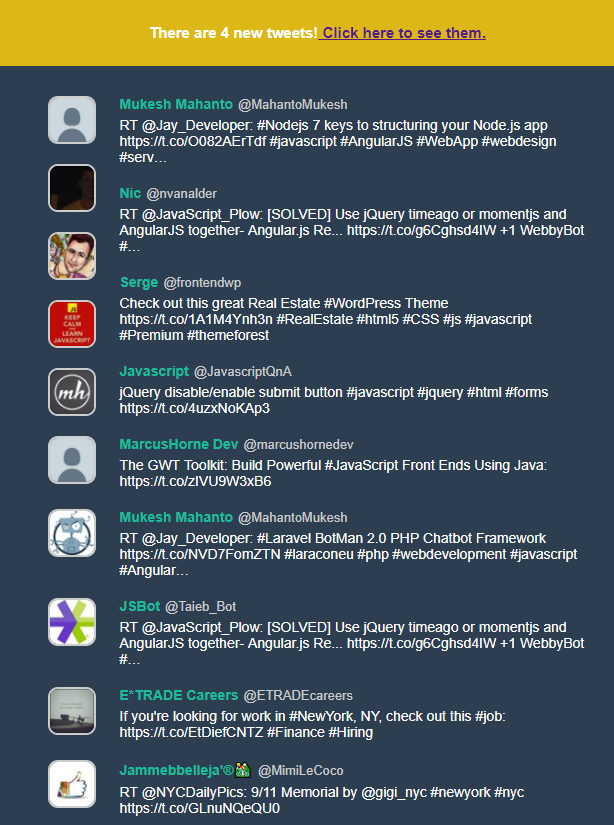 There are 4 new tweets! Click here to see them.
Mukesh Mahanto @MahantoMukesh
RT @Jay_Developer: #Nodejs 7 keys to structuring your Node.js app
https://t.co/O082AErTdf #javascript #AngularJS #WebApp #webdesign
#serv…
Nic @nvanalder
RT @JavaScript_Plow: [SOLVED] Use jQuery timeago or momentjs and
AngularJS together- Angular.js Re... https://t.co/g6Cghsd4IW +1 WebbyBot
#…
Serge @frontendwp
Check out this great Real Estate #WordPress Theme
https://t.co/1A1M4Ynh3n #RealEstate #html5 #CSS #js #javascript
#Premium #themeforest
JS
KEEP
CALM
AND
LEARN
JAVASCRIPT
Javascript @JavascriptQnA
jQuery disable/enable submit button #javascript #jquery #html #forms
https://t.co/4uzxNoKAp3
mh
MarcusHorne Dev @marcushornedev
The GWT Toolkit: Build Powerful #JavaScript Front Ends Using Java:
https://t.co/zIVU9W3xB6
Mukesh Mahanto @MahantoMukesh
RT @Jay_Developer: #Laravel BotMan 2.0 PHP Chatbot Framework
https://t.co/NVD7FomZTN #laraconeu #php #webdevelopment #javascript
#Angular…
JSBot @Taieb_Bot
RT @JavaScript_Plow: [SOLVED] Use jQuery timeago or momentjs and
AngularJS together- Angular.js Re... https://t.co/g6Cghsd4IW +1 WebbyBot
#…
E*TRADE Careers @ETRADEcareers
If you're looking for work in #NewYork, NY, check out this #job:
https://t.co/EtDiefCNTZ #Finance #Hiring
Jammebbelleja'® @MimiLeCoco
RT @NYCDailyPics: 9/11 Memorial by @gigi_nyc #newyork #nyc
https://t.co/GLnuNQeQU0